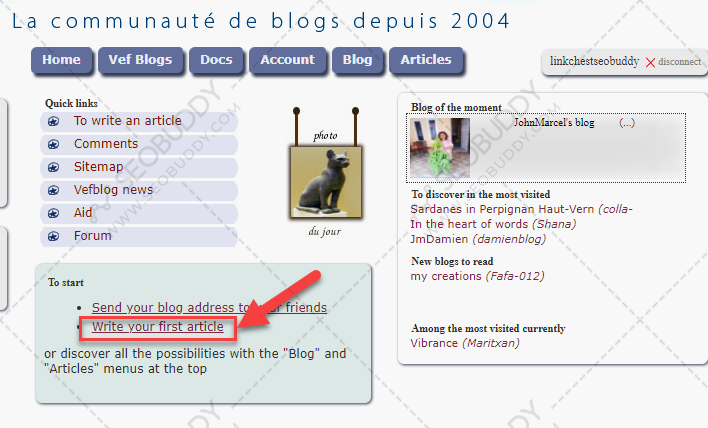 La communauté de blogs depuis 2004
Home
Vef Blogs
Docs
Account
Blog
Articles
linkchestseobuddy
disconnect
Quick links
To write an article
Comments
Sitemap
Vefblog news
Aid
Forum
photo
du jour
Blog of the moment
JohnMarcel's blog (...)
To discover in the most visited
Sardanes in Perpignan Haut-Vern (colla-
In the heart of words (Shana)
JmDamien (damienblog)
New blogs to read
my creations (Fafa-012)
Among the most visited currently
Vibrance (Maritxan)
To start
Send your blog address to your friends
Write your first article
or discover all the possibilities with the "Blog" and
"Articles" menus at the top
SEOBUDDY
WWW.SEOBUDDY.COM